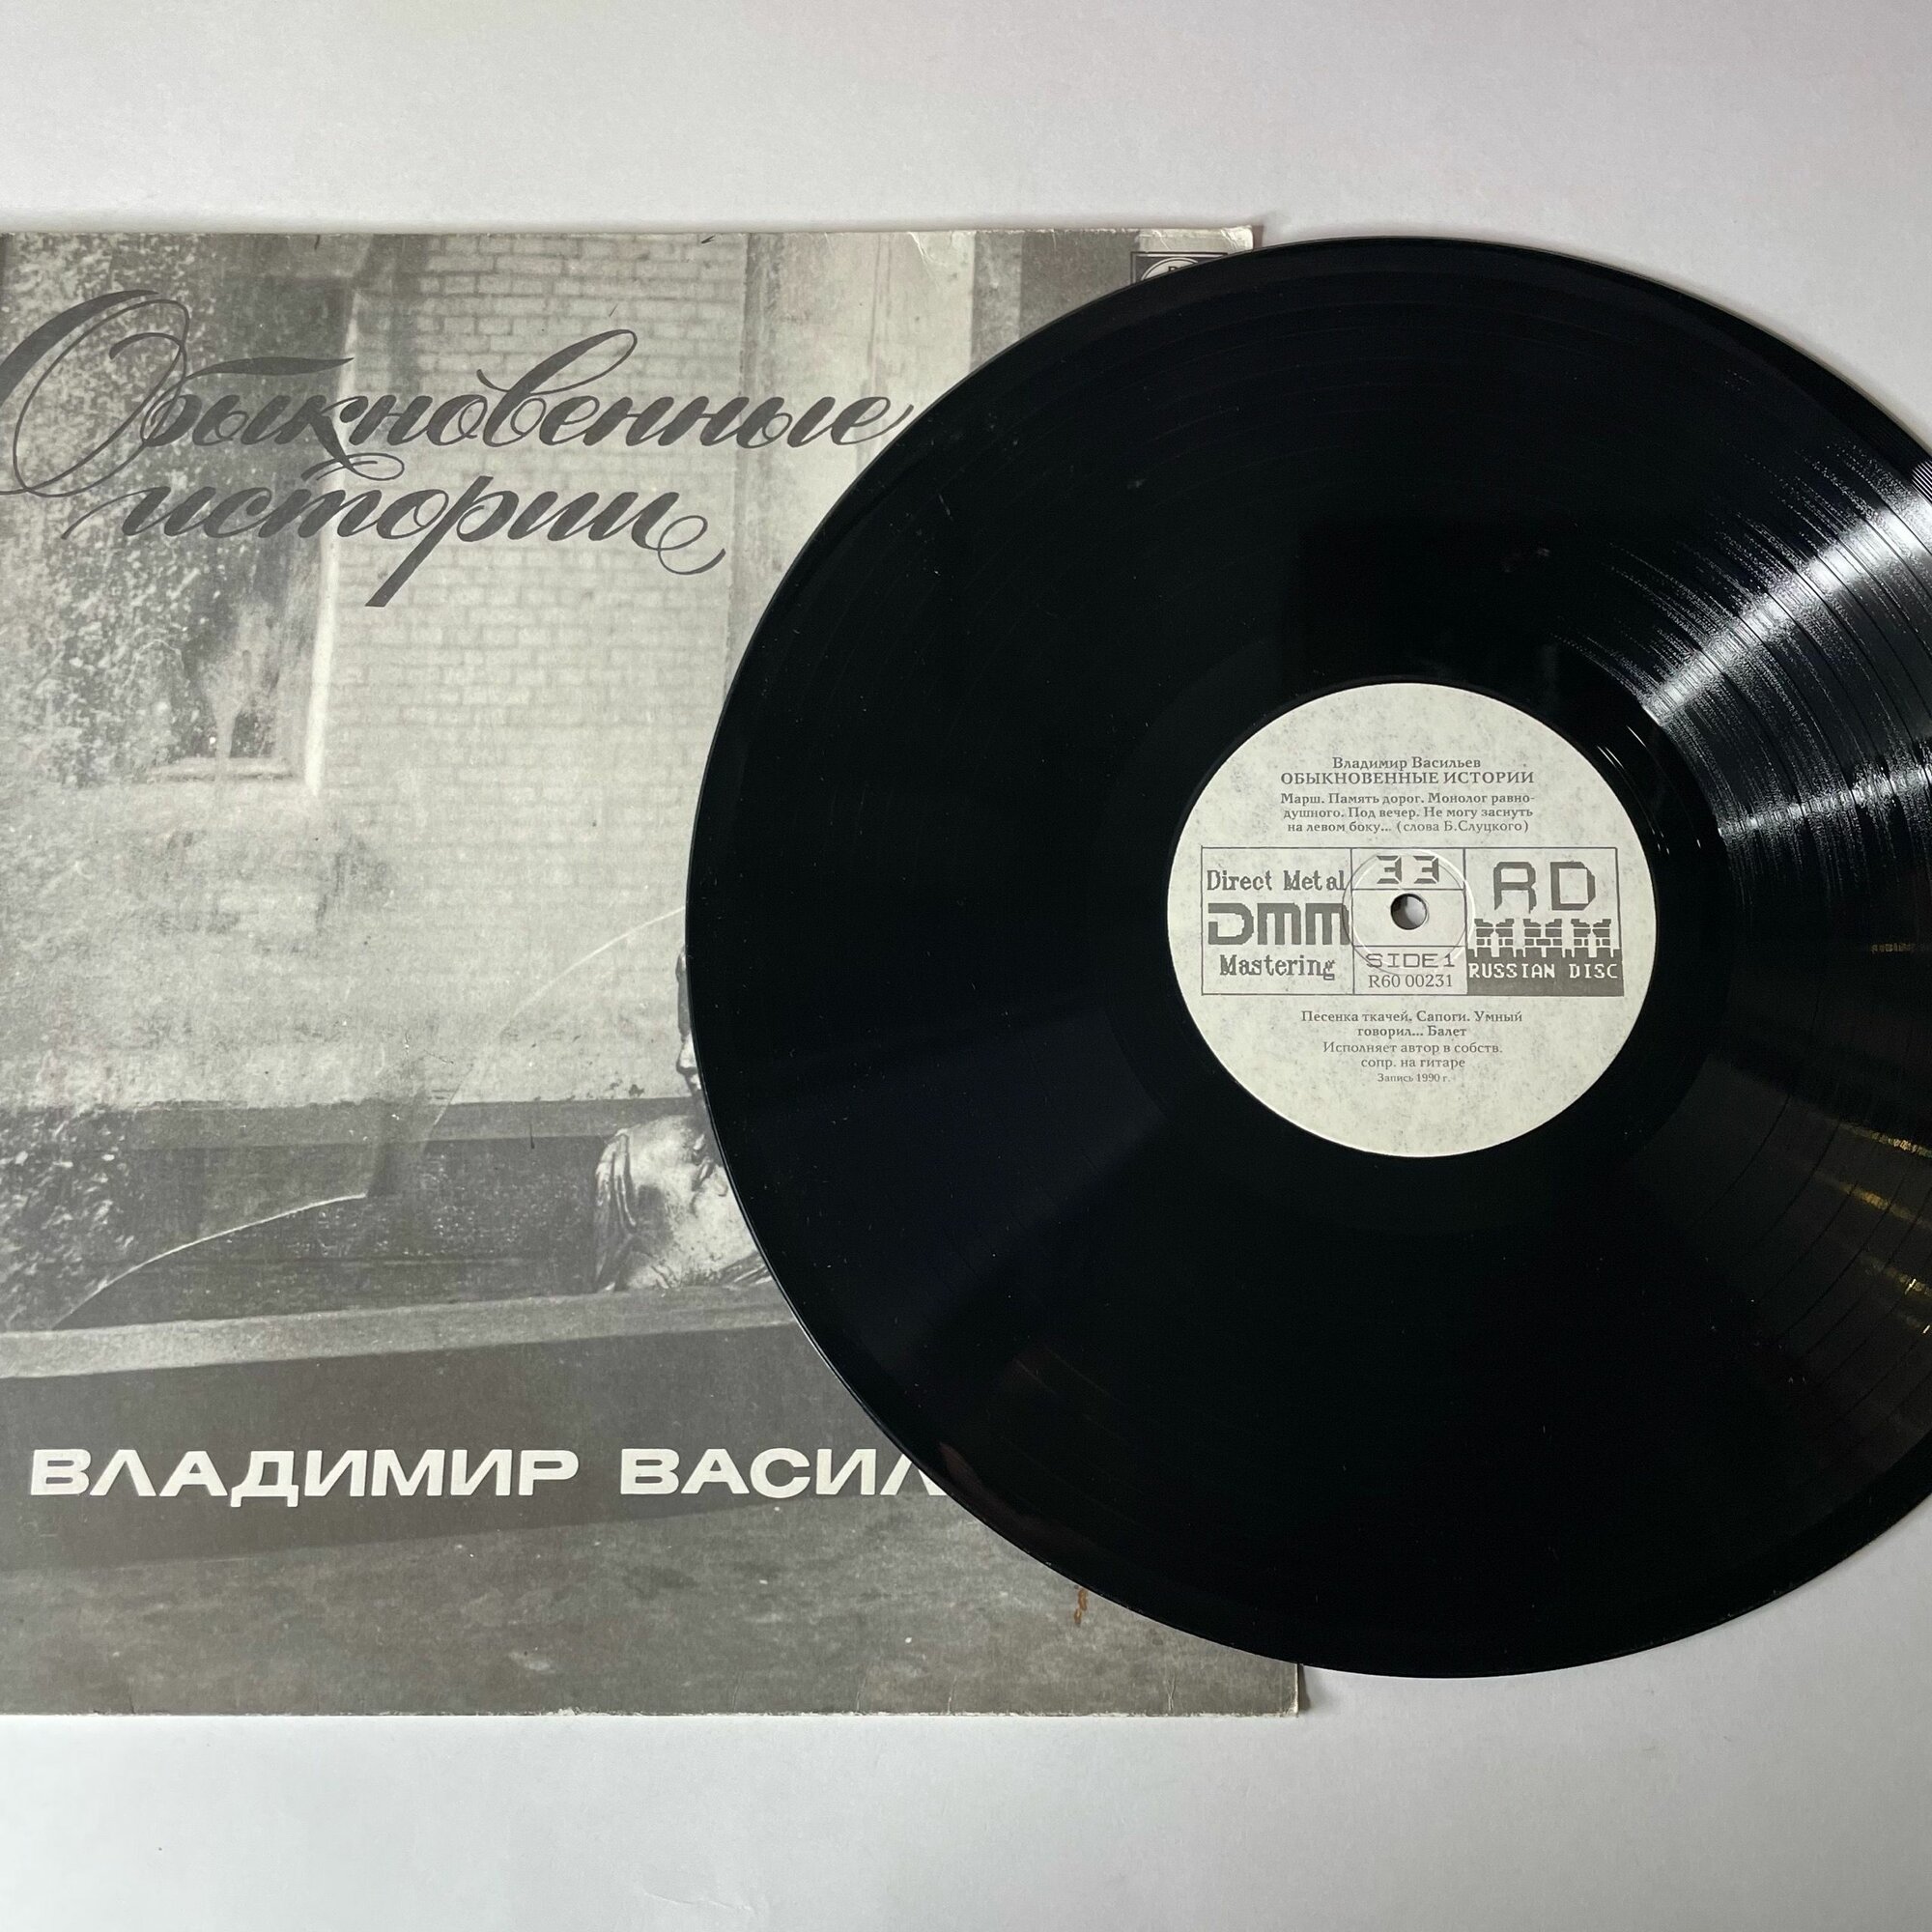 Обыкновенные
истории
ВЛАДИМИР ВАСИЛ
Владимир Васильев
ОБЫКНОВЕННЫЕ ИСТОРИИ
Марш. Память дорог. Монолог равно-
душного. Под вечер. Не могу заснуть
на левом боку... (слова Б.Слуцкого)
Direct Metal
DMM
Mastering
33
SIDE 1
R60 00231
RD
RUSSIAN DISC
Песенка ткачей. Сапоги. Умный
говорил... Балет
Исполняет автор в собств.
сопр. на гитаре
Запись 1990 г.